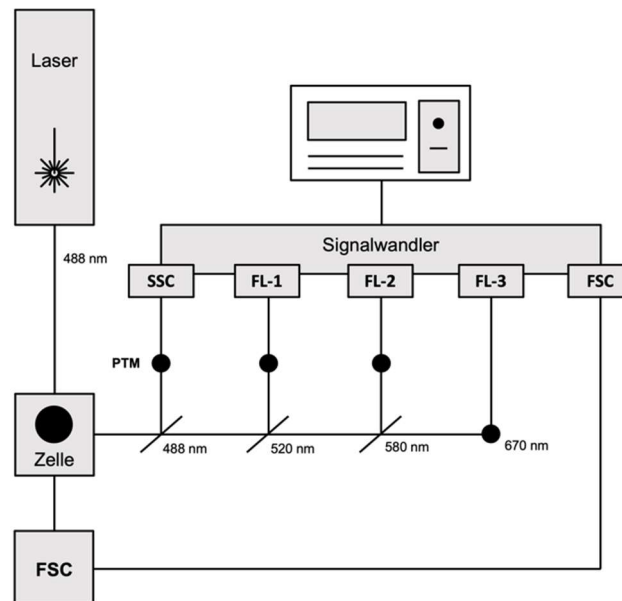 Laser
488 nm
Signalwandler
SSC
FL-1
FL-2
FL-3
FSC
PTM
488 nm
520 nm
580 nm
670 nm
Zelle
FSC